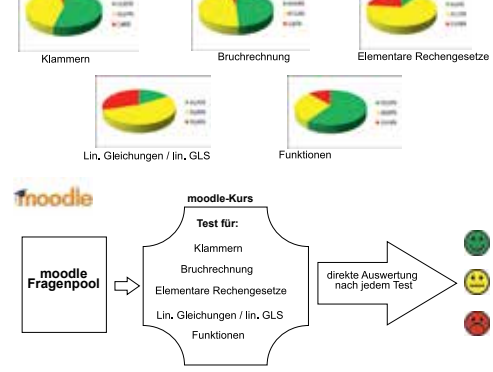 Klammern
Bruchrechnung
Elementare Rechengesetze
Lin. Gleichungen / lin. GLS
Funktionen
moodle
moodle-Kurs
Test für:
Klammern
Bruchrechnung
Elementare Rechengesetze
Lin. Gleichungen / lin. GLS
Funktionen
moodle
Fragenpool
direkte Auswertung
nach jedem Test